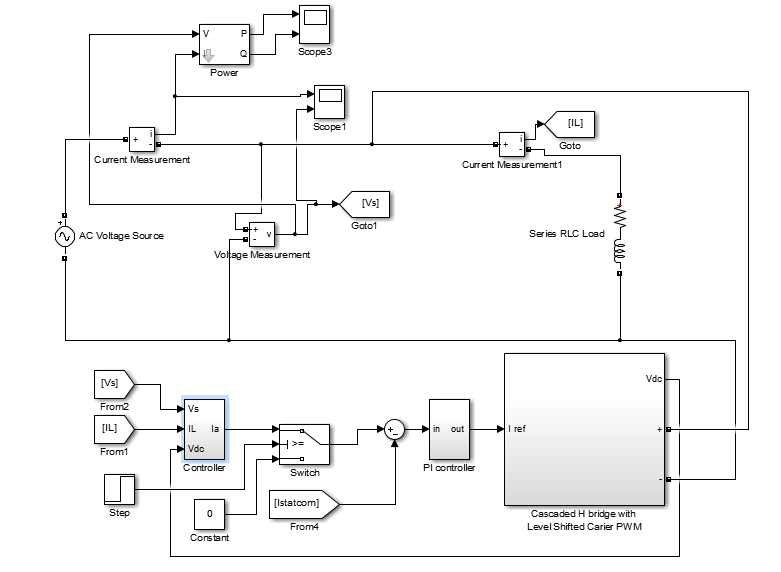 V
P
I
Q
Power
Scope3
Scope1
i
+
-
Current Measurement
i
+
-
Current Measurement1
[IL]
Goto
[Vs]
Goto1
+
-
v
Voltage Measurement
+
AC Voltage Source
Series RLC Load
[Vs]
From2
[IL]
From1
Vs
IL
Vdc
Ia
Controller
Step
0
Constant
>=
Switch
[Istatcom]
From4
+
-
in
out
PI controller
I ref
Vdc
+
-
Cascaded H bridge with
Level Shifted Carier PWM